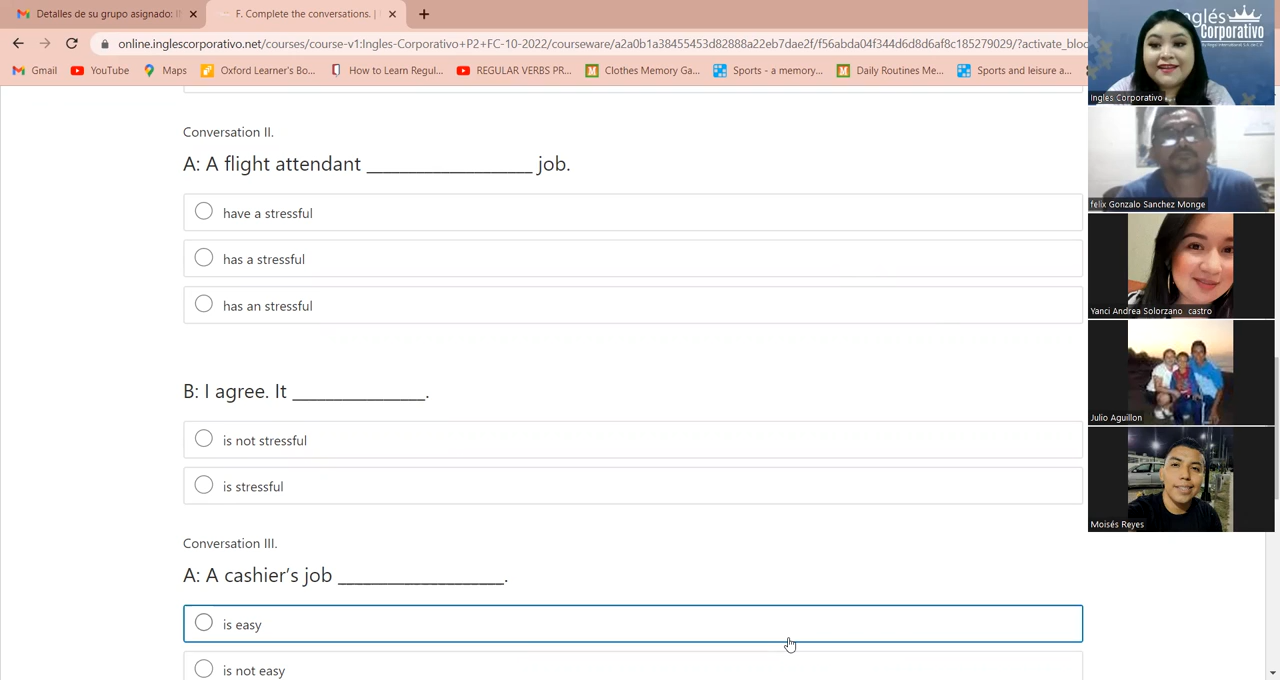 Detalles de su grupo asignado:
F. Complete the conversations. |
online.inglescorporativo.net/courses/course-v1:Ingles-Corporativo+P2+FC-10-2022/courseware/a2a0b1a38455453d82888a22eb7dae2f/f56abda04f344d6d8d6af8c185279029/?activate_bloc
Gmail
YouTube
Maps
Oxford Learner's Bo...
How to Learn Regul...
REGULAR VERBS PR...
Clothes Memory Ga...
Sports - a memory...
Daily Routines Me...
Sports and leisure a...
Conversation II.
A: A flight attendant ___________________ job.
have a stressful
has a stressful
has an stressful
B: I agree. It _______________.
is not stressful
is stressful
Conversation III.
A: A cashier's job ___________________.
is easy
is not easy
Inglés
Corporativo
Ingles Corporativo
felix Gonzalo Sanchez Monge
Yanci Andrea Solorzano castro
Julio Aguillon
Moisés Reyes